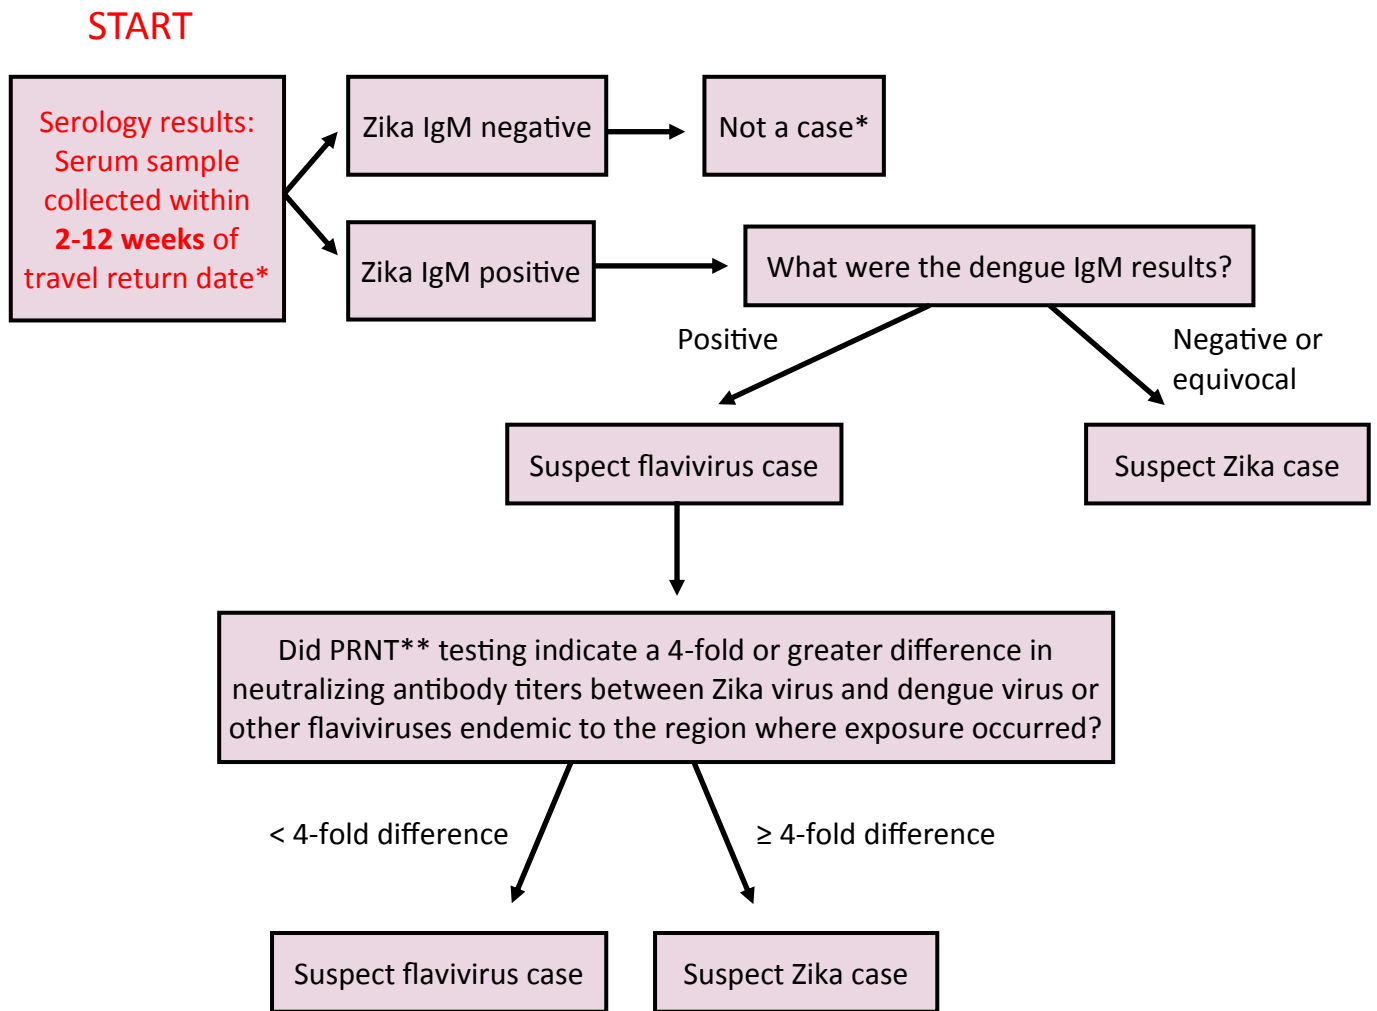 START
Serology results:
Serum sample
collected within
2-12 weeks of
travel return date*
Zika IgM negative
Not a case*
Zika IgM positive
What were the dengue IgM results?
Positive
Negative or
equivocal
Suspect flavivirus case
Suspect Zika case
Did PRNT** testing indicate a 4-fold or greater difference in
neutralizing antibody titers between Zika virus and dengue virus or
other flaviviruses endemic to the region where exposure occurred?
< 4-fold difference
≥ 4-fold difference
Suspect flavivirus case
Suspect Zika case